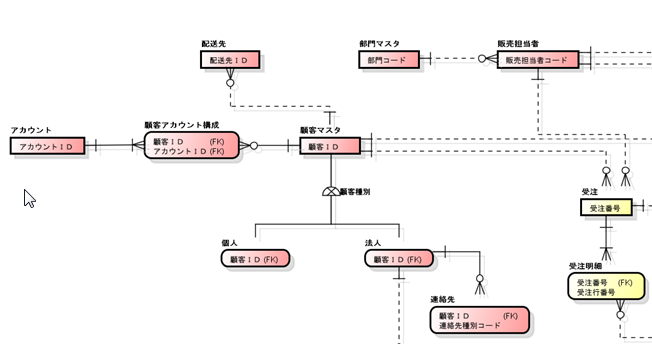 配送先
配送先ＩＤ
部門マスタ
部門コード
販売担当者
販売担当者コード
アカウント
アカウントＩＤ
顧客アカウント構成
顧客ＩＤ (FK)
アカウントＩＤ (FK)
顧客マスタ
顧客ＩＤ
顧客種別
受注
受注番号
個人
顧客ＩＤ (FK)
法人
顧客ＩＤ (FK)
受注明細
受注番号 (FK)
受注行番号
連絡先
顧客ＩＤ (FK)
連絡先種別コード